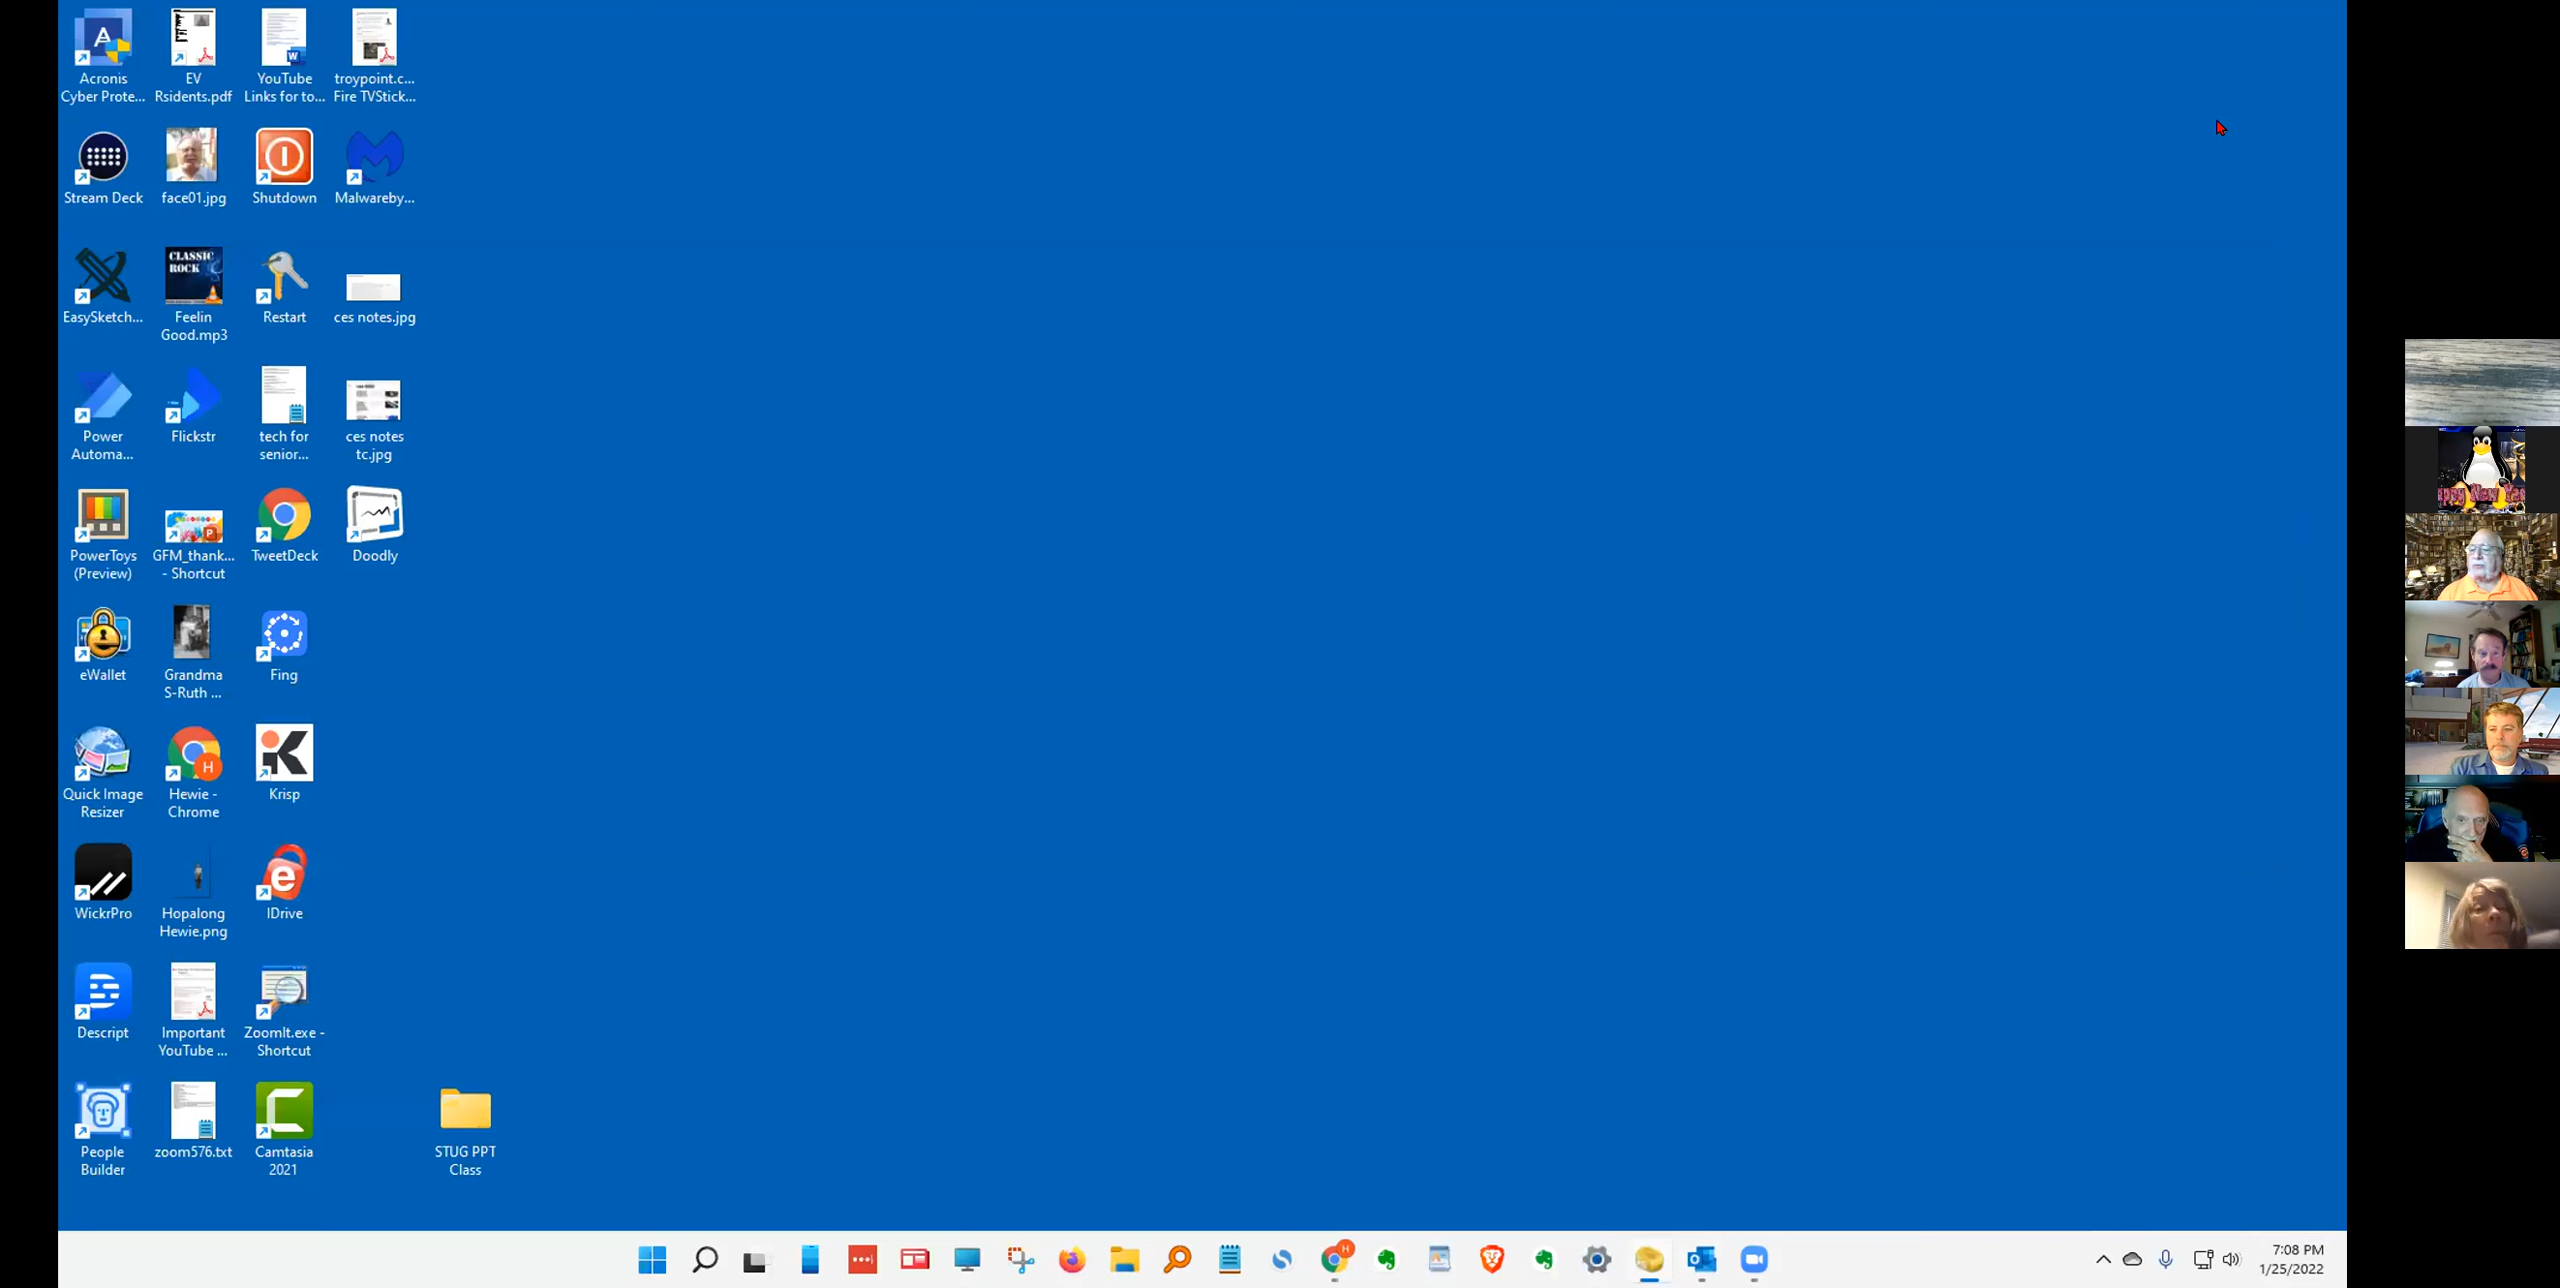 Acronis
Cyber Prote...
EV
Rsidents.pdf
YouTube
Links for to...
troypoint.c...
Fire TVStick...
Stream Deck
face01.jpg
Shutdown
Malwareby...
EasySketch...
CLASSIC
ROCK
Feelin
Good.mp3
Restart
ces notes.jpg
Power
Automa...
Flickstr
tech for
senior...
ces notes
tc.jpg
PowerToys
(Preview)
GFM_thank...
- Shortcut
TweetDeck
Doodly
eWallet
Grandma
S-Ruth ...
Fing
Quick Image
Resizer
Hewie -
Chrome
Krisp
WickrPro
Hopalong
Hewie.png
IDrive
Descript
Important
YouTube ...
ZoomIt.exe -
Shortcut
People
Builder
zoom576.txt
Camtasia
2021
STUG PPT
Class
7:08 PM
1/25/2022